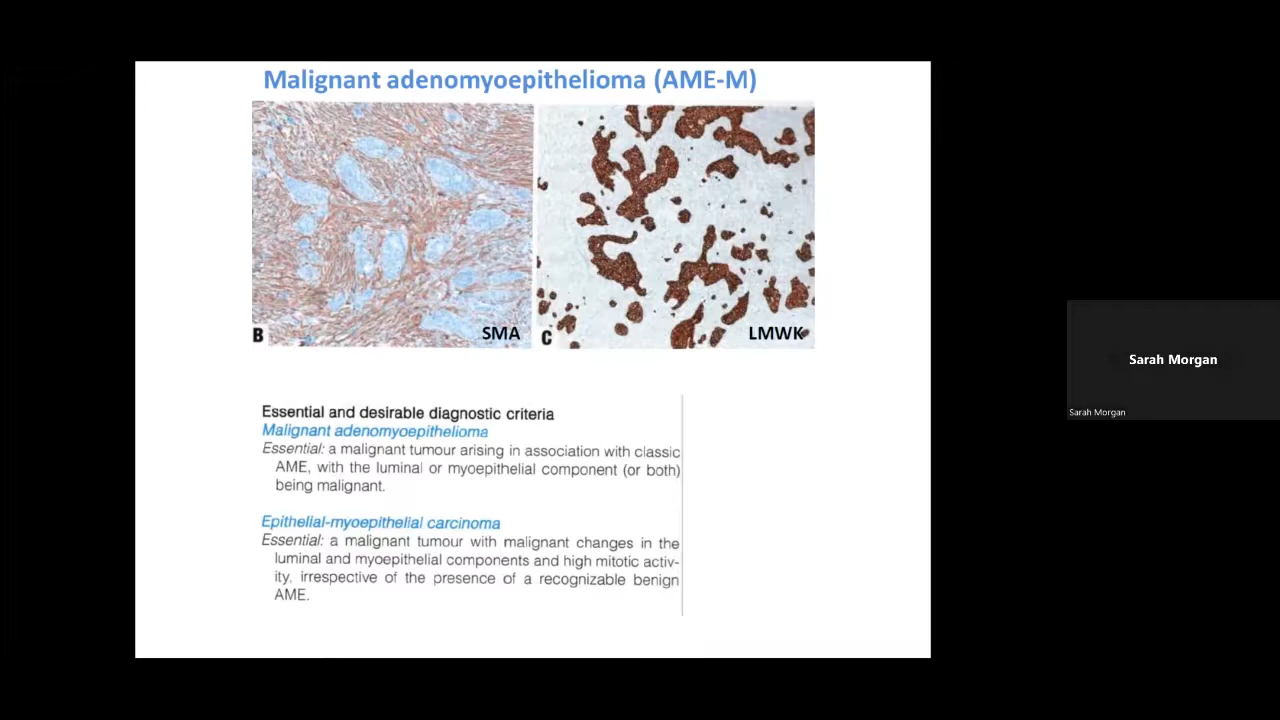 Malignant adenomyoepithelioma (AME-M)
B
SMA
C
LMWK
Essential and desirable diagnostic criteria
Malignant adenomyoepithelioma
Essential: a malignant tumour arising in association with classic
AME, with the luminal or myoepithelial component (or both)
being malignant.
Epithelial-myoepithelial carcinoma
Essential: a malignant tumour with malignant changes in the
luminal and myoepithelial components and high mitotic activ-
ity, irrespective of the presence of a recognizable benign
AME.
Sarah Morgan
Sarah Morgan